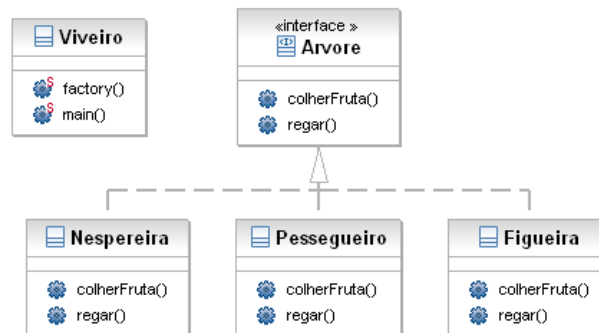 Viveiro
factory()
main()
«interface »
Arvore
colherFruta()
regar()
Nespereira
colherFruta()
regar()
Pessegueiro
colherFruta()
regar()
Figueira
colherFruta()
regar()